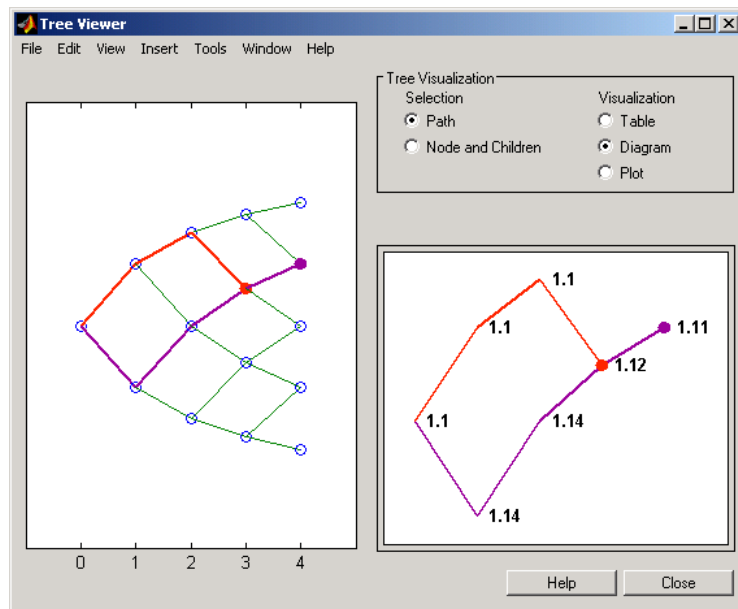 Tree Viewer
File Edit View Insert Tools Window Help
Tree Visualization
Selection
Visualization
Path
Table
Node and Children
Diagram
Plot
1.1
1.1
1.11
1.12
1.1
1.14
1.14
0 1 2 3 4
Help
Close